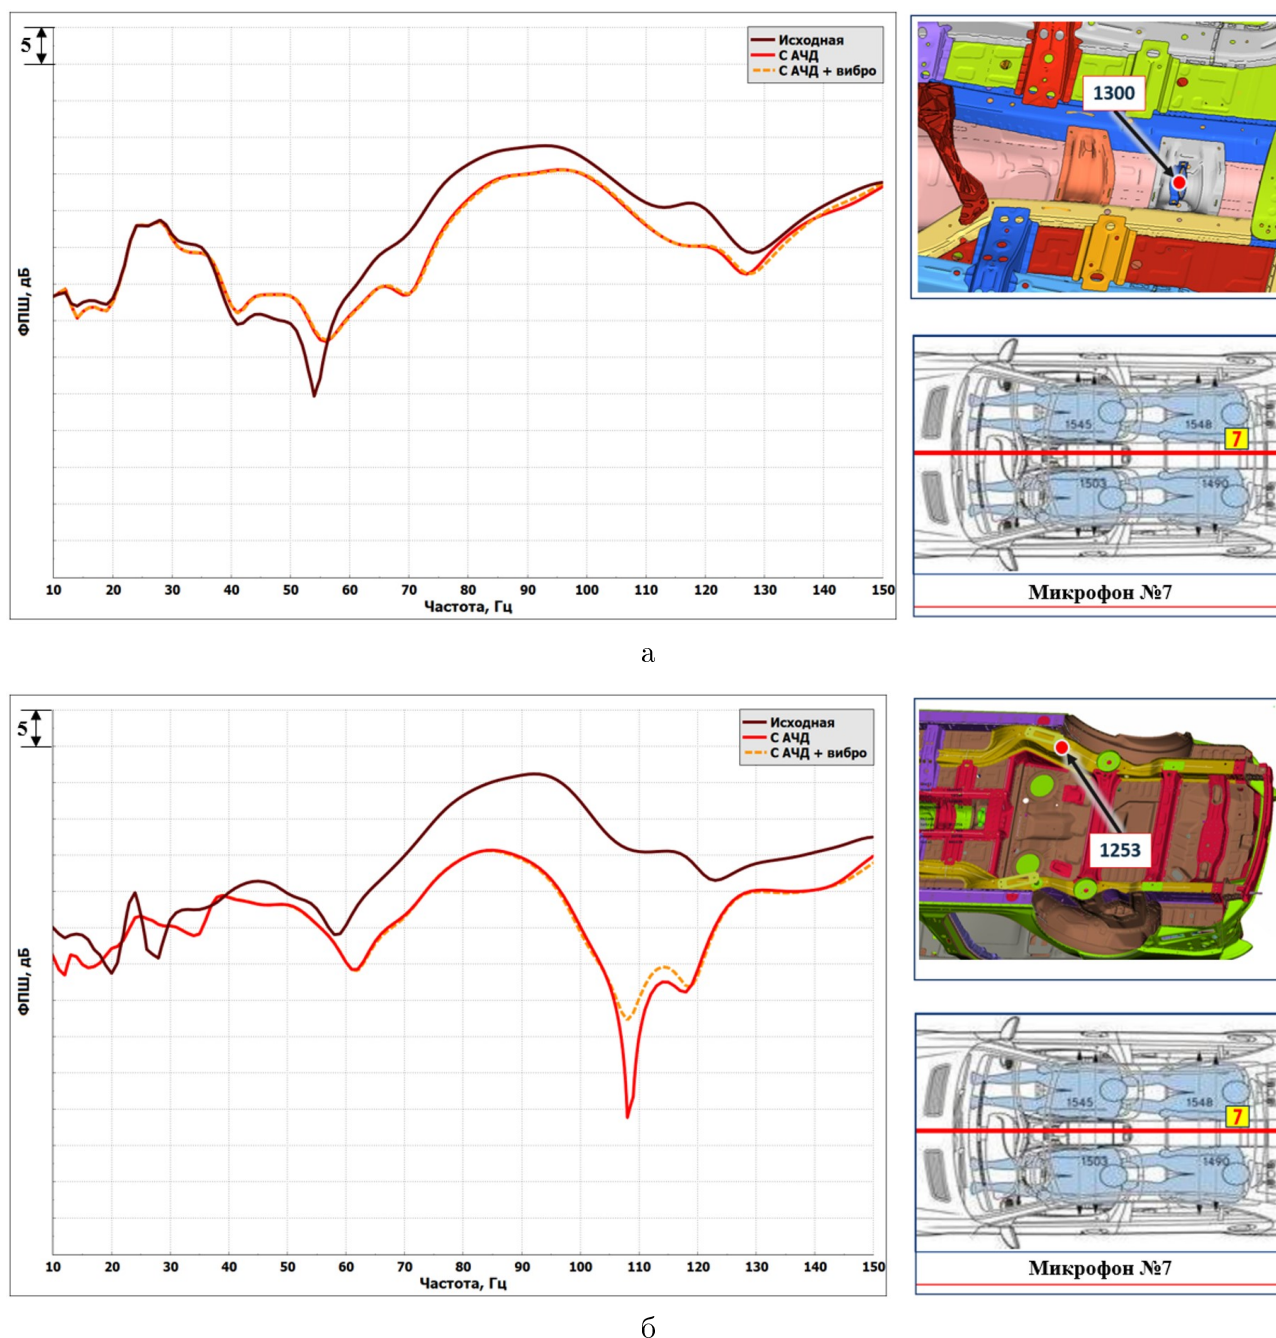 5
Исходная
С АЧД
С АЧД + вибро
ФПШ, дБ
10 20 30 40 50 60 70 80 90 100 110 120 130 140 150
Частота, Гц
1300
1545 1548
7
1503 1490
Микрофон №7
а
5
Исходная
С АЧД
С АЧД + вибро
ФПШ, дБ
10 20 30 40 50 60 70 80 90 100 110 120 130 140 150
Частота, Гц
1253
1545 1548
7
1503 1490
Микрофон №7
б